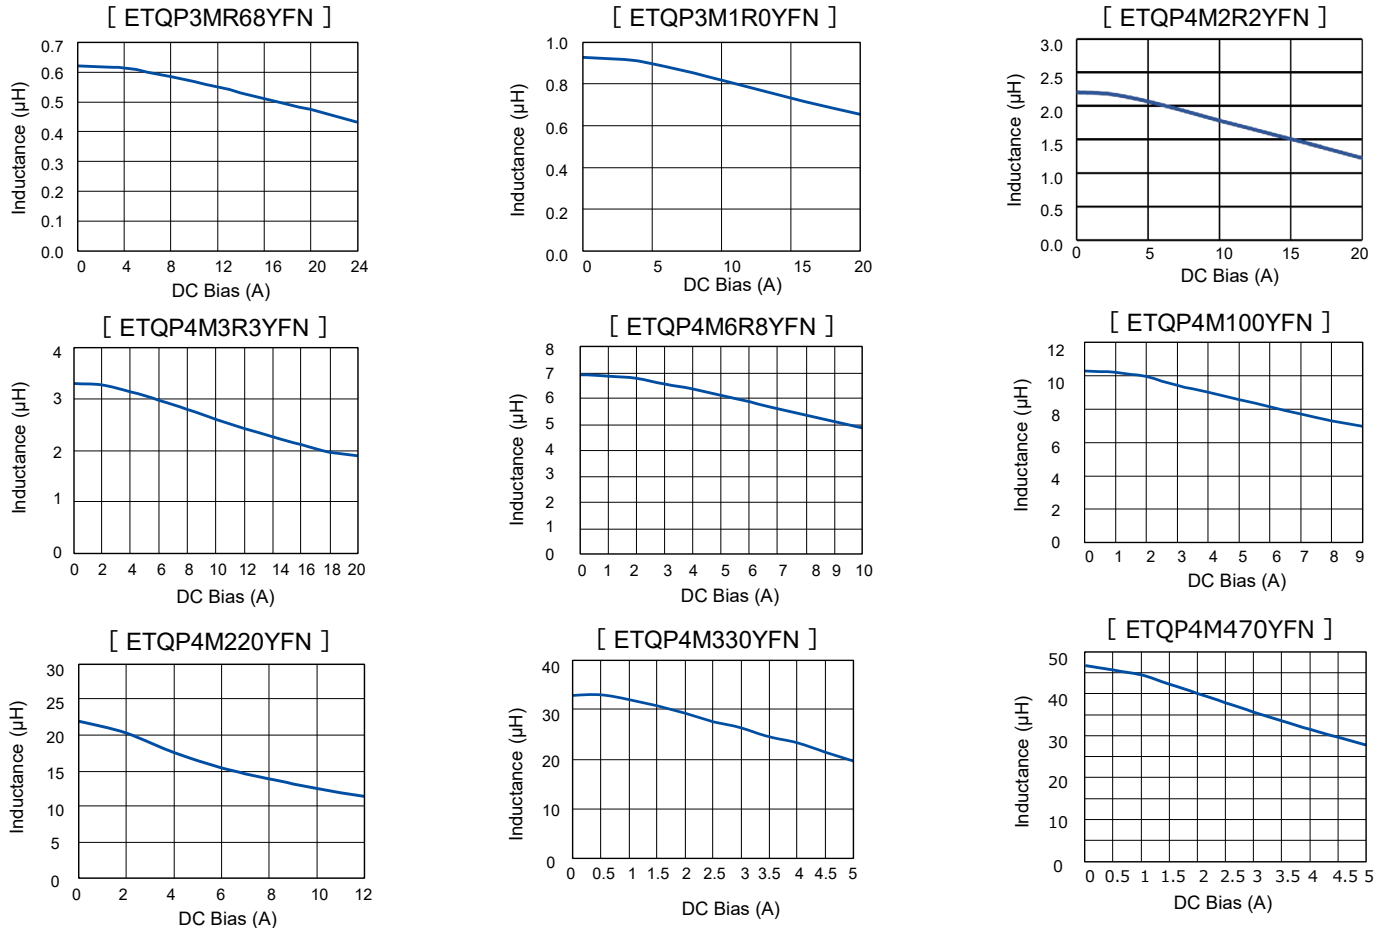 [ ETQP3MR68YFN ]
0.7
0.6
0.5
0.4
0.3
0.2
0.1
0.0
Inductance (μH)
0 4 8 12 16 20 24
DC Bias (A)
[ ETQP3M1R0YFN ]
1.0
0.8
0.6
0.4
0.2
0.0
Inductance (μH)
0 5 10 15 20
DC Bias (A)
[ ETQP4M2R2YFN ]
3.0
2.5
2.0
1.5
1.0
0.5
0.0
Inductance (μH)
0 5 10 15 20
DC Bias (A)
[ ETQP4M3R3YFN ]
4
3
2
1
0
Inductance (μH)
0 2 4 6 8 10 12 14 16 18 20
DC Bias (A)
[ ETQP4M6R8YFN ]
8
7
6
5
4
3
2
1
0
Inductance (μH)
0 1 2 3 4 5 6 7 8 9 10
DC Bias (A)
[ ETQP4M100YFN ]
12
10
8
6
4
2
0
Inductance (μH)
0 1 2 3 4 5 6 7 8 9
DC Bias (A)
[ ETQP4M220YFN ]
30
25
20
15
10
5
0
Inductance (μH)
0 2 4 6 8 10 12
DC Bias (A)
[ ETQP4M330YFN ]
40
30
20
10
0
Inductance (μH)
0 0.5 1 1.5 2 2.5 3 3.5 4 4.5 5
DC Bias (A)
[ ETQP4M470YFN ]
50
40
30
20
10
0
Inductance (μH)
0 0.5 1 1.5 2 2.5 3 3.5 4 4.5 5
DC Bias (A)